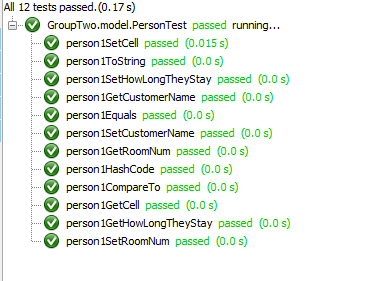 All 12 tests passed.(0.17 s)
GroupTwo.model.PersonTest passed running...
person1SetCell passed (0.015 s)
person1ToString passed (0.0 s)
person1SetHowLongTheyStay passed (0.0 s)
person1GetCustomerName passed (0.0 s)
person1Equals passed (0.0 s)
person1SetCustomerName passed (0.0 s)
person1GetRoomNum passed (0.0 s)
person1HashCode passed (0.0 s)
person1CompareTo passed (0.0 s)
person1GetCell passed (0.0 s)
person1GetHowLongTheyStay passed (0.0 s)
person1SetRoomNum passed (0.0 s)